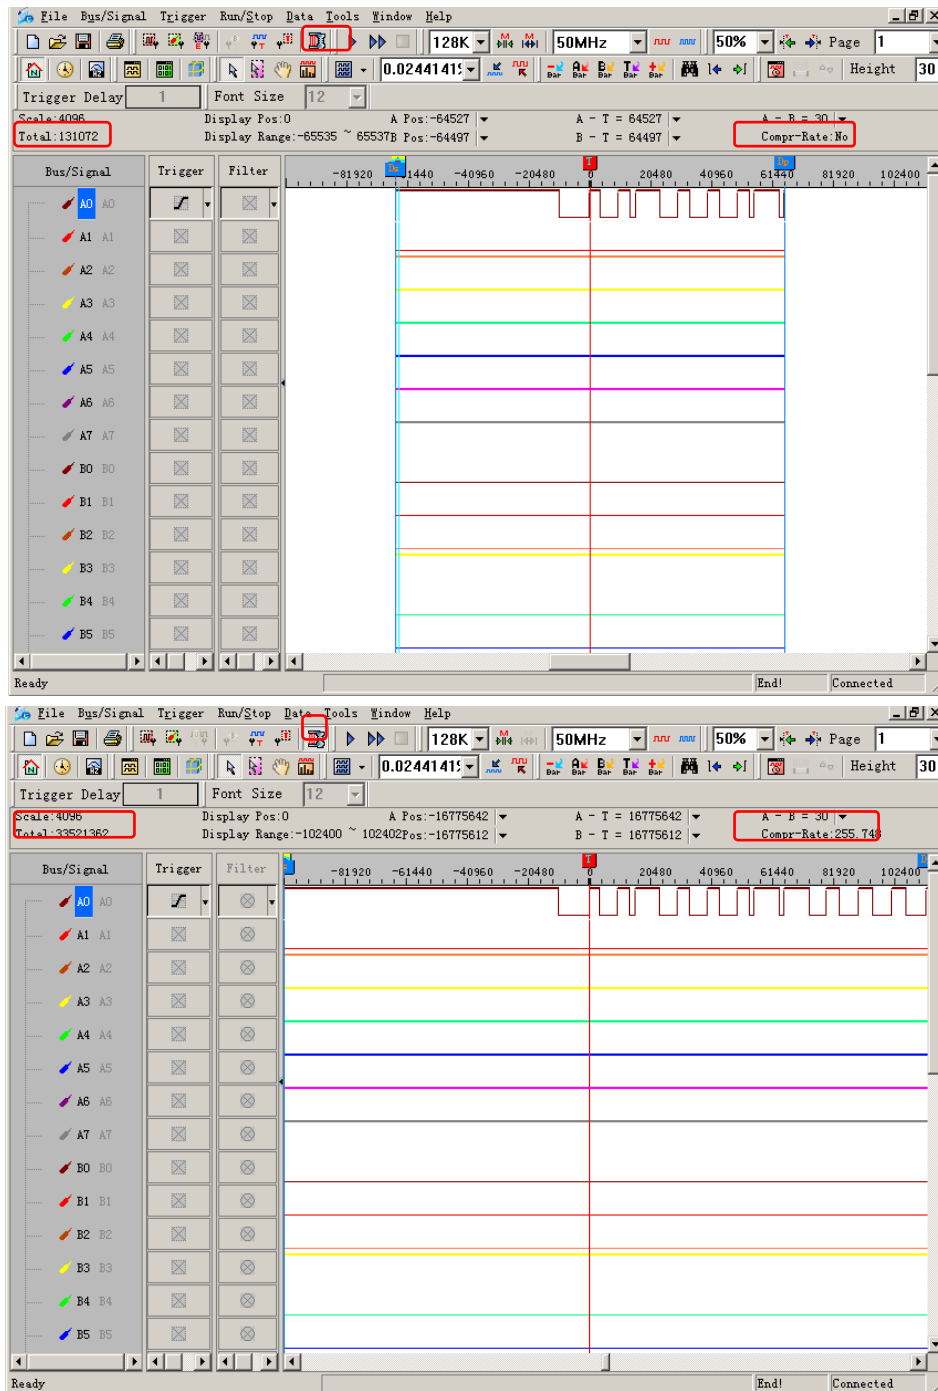 File Bus/Signal Trigger Run/Stop Data Tools Window Help
128K 50MHz 50% Page 1
Height 30
Trigger Delay 1 Font Size 12
Scale:4096 Display Pos:0 A Pos:-64527 A - T = 64527 A - B = 30
Total:131072 Display Range:-65535 ~ 65537 B Pos:-64497 B - T = 64497 Compr-Rate:No
Bus/Signal Trigger Filter -81920 -40960 -20480 0 20480 40960 61440 81920 102400
A0 A0
A1 A1
A2 A2
A3 A3
A4 A4
A5 A5
A6 A6
A7 A7
B0 B0
B1 B1
B2 B2
B3 B3
B4 B4
B5 B5
Ready End! Connected
File Bus/Signal Trigger Run/Stop Data Tools Window Help
128K 50MHz 50% Page 1
Height 30
Trigger Delay 1 Font Size 12
Scale:4096 Display Pos:0 A Pos:-16775642 A - T = 16775642 A - B = 30
Total:33521362 Display Range:-102400 ~ 102402 Pos:-16775612 B - T = 16775612 Compr-Rate:255.748
Bus/Signal Trigger Filter -81920 -61440 -40960 -20480 0 20480 40960 61440 81920 102400
A0 A0
A1 A1
A2 A2
A3 A3
A4 A4
A5 A5
A6 A6
A7 A7
B0 B0
B1 B1
B2 B2
B3 B3
B4 B4
B5 B5
Ready End! Connected